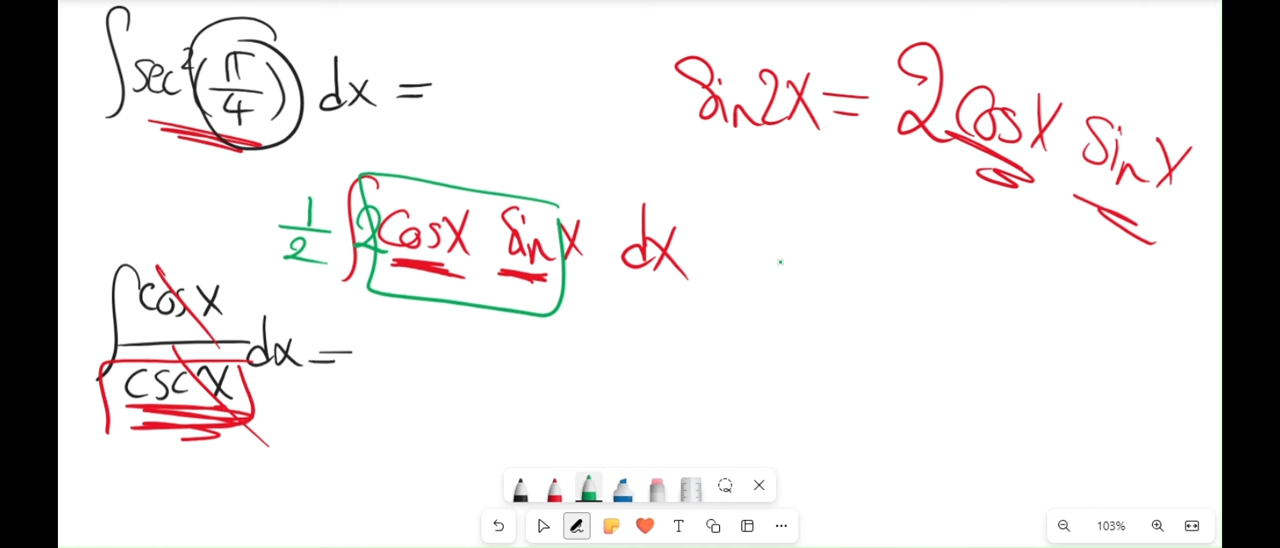 ∫ sec²(π/4) dx =
sin2x = 2cosx sinx
1/2 ∫ 2cosx sinx dx
∫ cosx/cscx dx =
103%